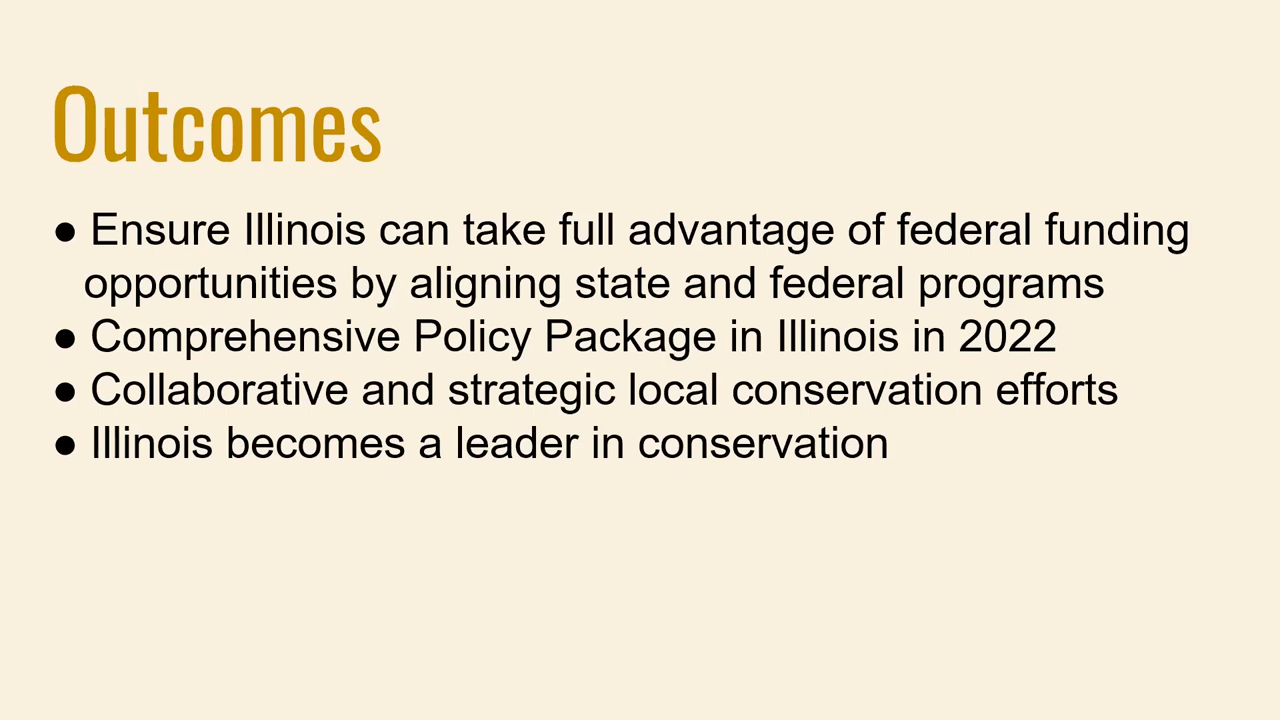 Outcomes
● Ensure Illinois can take full advantage of federal funding
opportunities by aligning state and federal programs
● Comprehensive Policy Package in Illinois in 2022
● Collaborative and strategic local conservation efforts
● Illinois becomes a leader in conservation